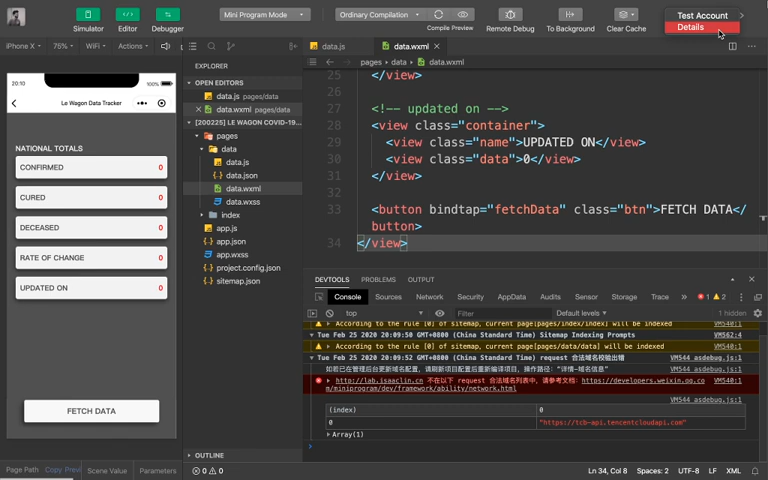 Mini Program Mode
Ordinary Compilation
Test Account
Details
Simulator
Editor
Debugger
Compile
Preview
Remote Debug
To Background
Clear Cache
iPhone X
75%
WiFi
Actions
data.js
data.wxml
EXPLORER
OPEN EDITORS
data.js pages/data
data.wxml pages/data
[200225] LE WAGON COVID-19...
pages
data
data.js
data.json
data.wxml
data.wxss
index
app.js
app.json
app.wxss
project.config.json
sitemap.json
OUTLINE
20:10
100%
Le Wagon Data Tracker
NATIONAL TOTALS
CONFIRMED 0
CURED 0
DECEASED 0
RATE OF CHANGE 0
UPDATED ON 0
FETCH DATA
pages › data › data.wxml
25 </view>
26
27 <!-- updated on -->
28 <view class="container">
29 <view class="name">UPDATED ON</view>
30 <view class="data">0</view>
31 </view>
32
33 <button bindtap="fetchData" class="btn">FETCH DATA</
button>
34 </view>
DEVTOOLS PROBLEMS OUTPUT
Console Sources Network Security AppData Audits Sensor Storage Trace 1 2
top Filter Default levels 1 hidden
According to the rule [0] of sitemap, current page[pages/index/index] will be indexed VM540:1
Tue Feb 25 2020 20:09:50 GMT+0800 (China Standard Time) Sitemap Indexing Prompts VM562:4
According to the rule [0] of sitemap, current page[pages/data/data] will be indexed VM540:1
Tue Feb 25 2020 20:09:52 GMT+0800 (China Standard Time) request 合法域名校验出错 VM544 asdebug.js:1
如若已在管理后台更新域名配置，请刷新项目配置后重新编译项目，操作路径：“详情-域名信息” VM544 asdebug.js:1
http://lab.isaaclin.cn 不在以下 request 合法域名列表中，请参考文档：https://developers.weixin.qq.co VM540:1
m/miniprogram/dev/framework/ability/network.html
VM544 asdebug.js:1
(index) 0
0 "https://tcb-api.tencentcloudapi.com"
Array(1)
Page Path
Copy
Previ
Scene Value
Parameters
0
0
Ln 34, Col 8
Spaces: 2
UTF-8
LF
XML